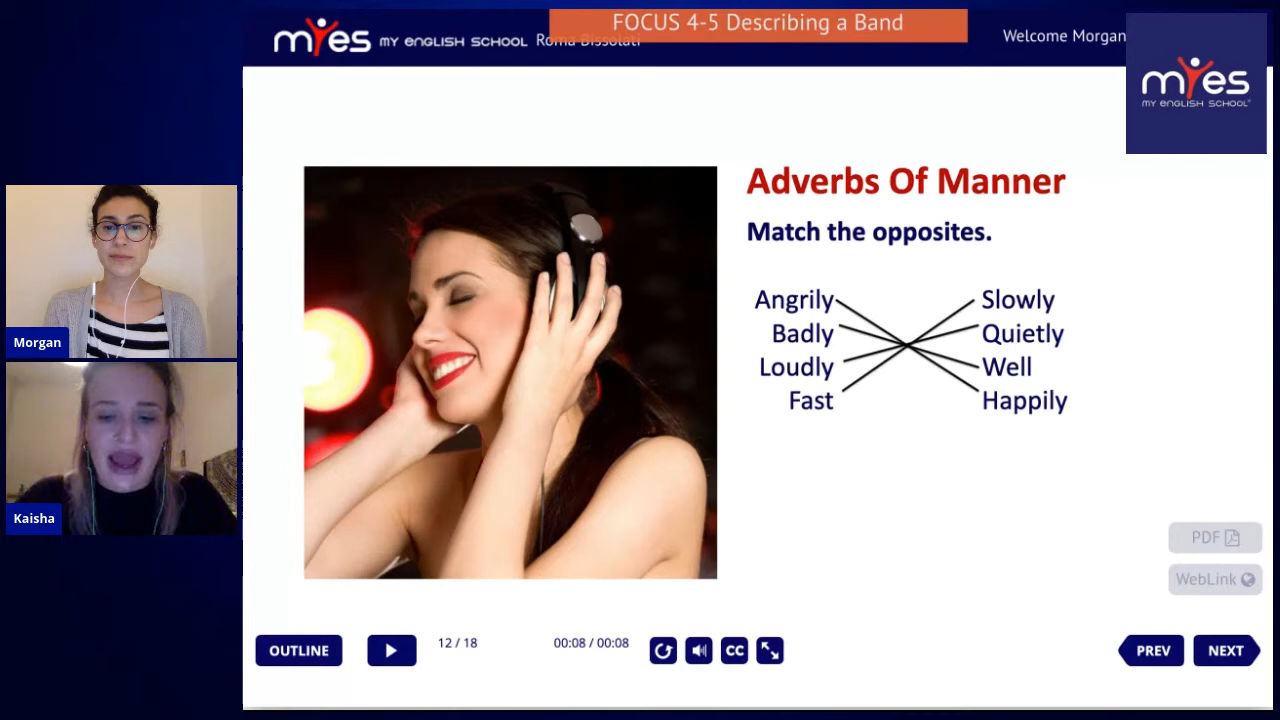 FOCUS 4-5 Describing a Band
myes MY ENGLISH SCHOOL Roma Bissolati
Welcome Morgan
myes
MY ENGLISH SCHOOL
Adverbs Of Manner
Match the opposites.
Angrily Slowly
Badly Quietly
Loudly Well
Fast Happily
Morgan
Kaisha
PDF
WebLink
OUTLINE 12 / 18 00:08 / 00:08 CC PREV NEXT